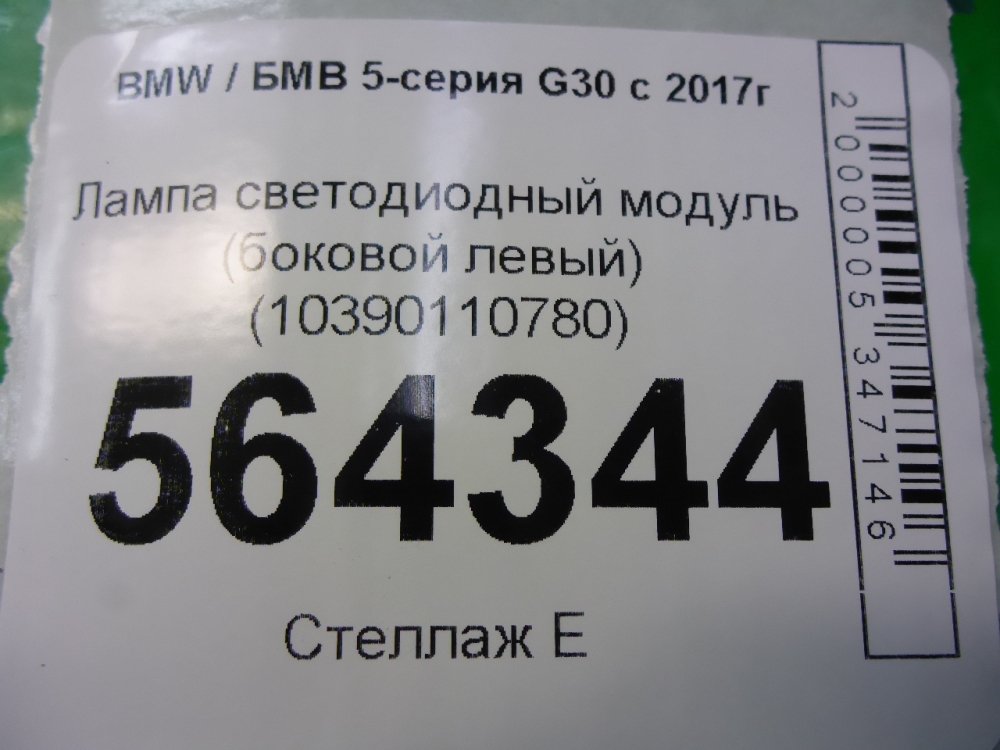 BMW / БМВ 5-серия G30 с 2017г
Лампа светодиодный модуль
(боковой левый)
(10390110780)
564344
Стеллаж Е
2000005347146